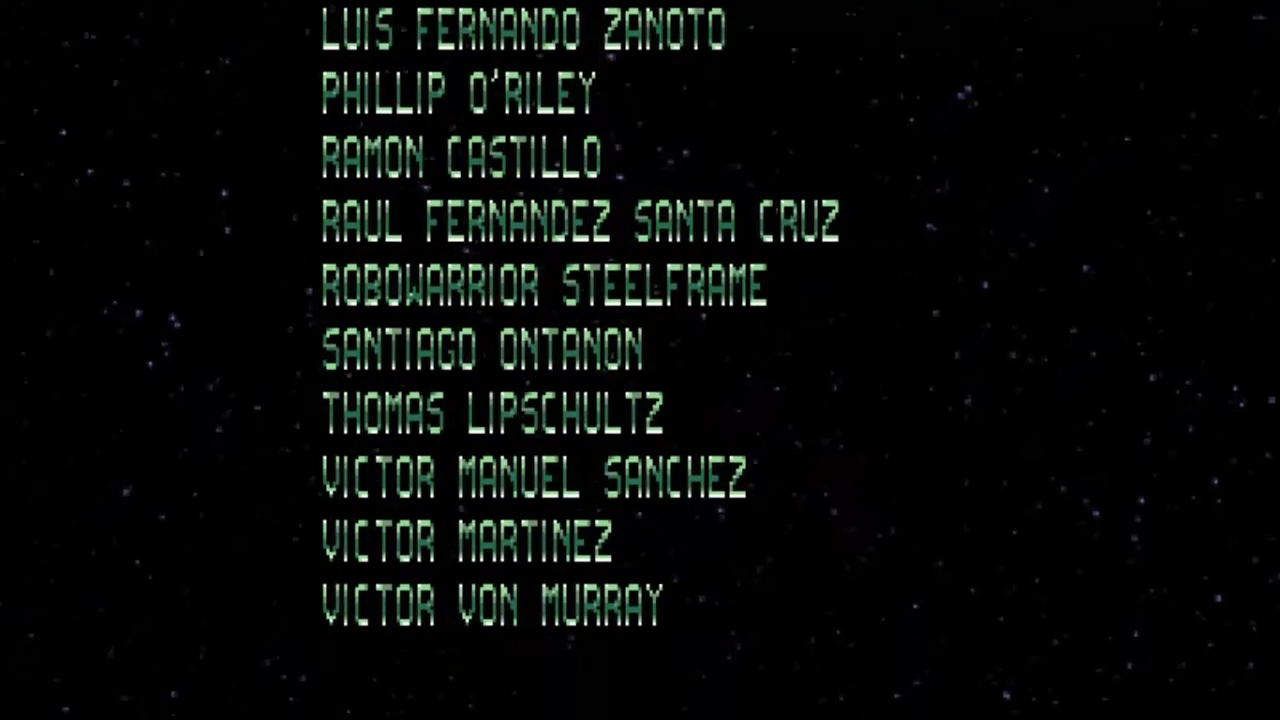 LUIS FERNANDO ZANOTO
PHILLIP O'RILEY
RAMON CASTILLO
RAUL FERNANDEZ SANTA CRUZ
ROBOWARRIOR STEELFRAME
SANTIAGO ONTANON
THOMAS LIPSCHULTZ
VICTOR MANUEL SANCHEZ
VICTOR MARTINEZ
VICTOR VON MURRAY